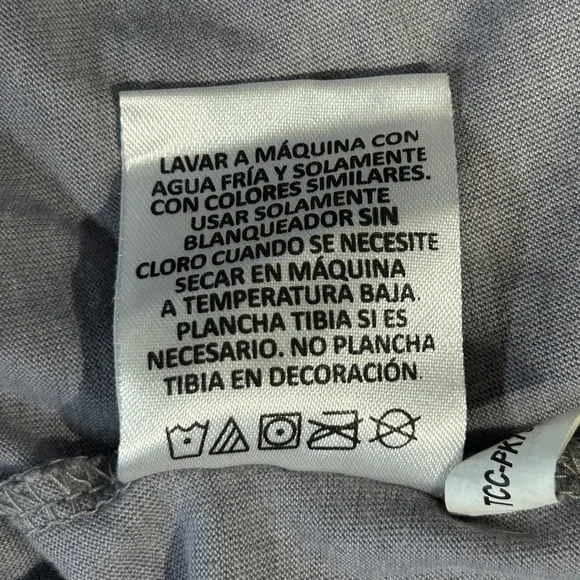 LAVAR A MÁQUINA CON
AGUA FRÍA Y SOLAMENTE
CON COLORES SIMILARES.
USAR SOLAMENTE
BLANQUEADOR SIN
CLORO CUANDO SE NECESITE
SECAR EN MÁQUINA
A TEMPERATURA BAJA.
PLANCHA TIBIA SI ES
NECESARIO. NO PLANCHA
TIBIA EN DECORACIÓN.